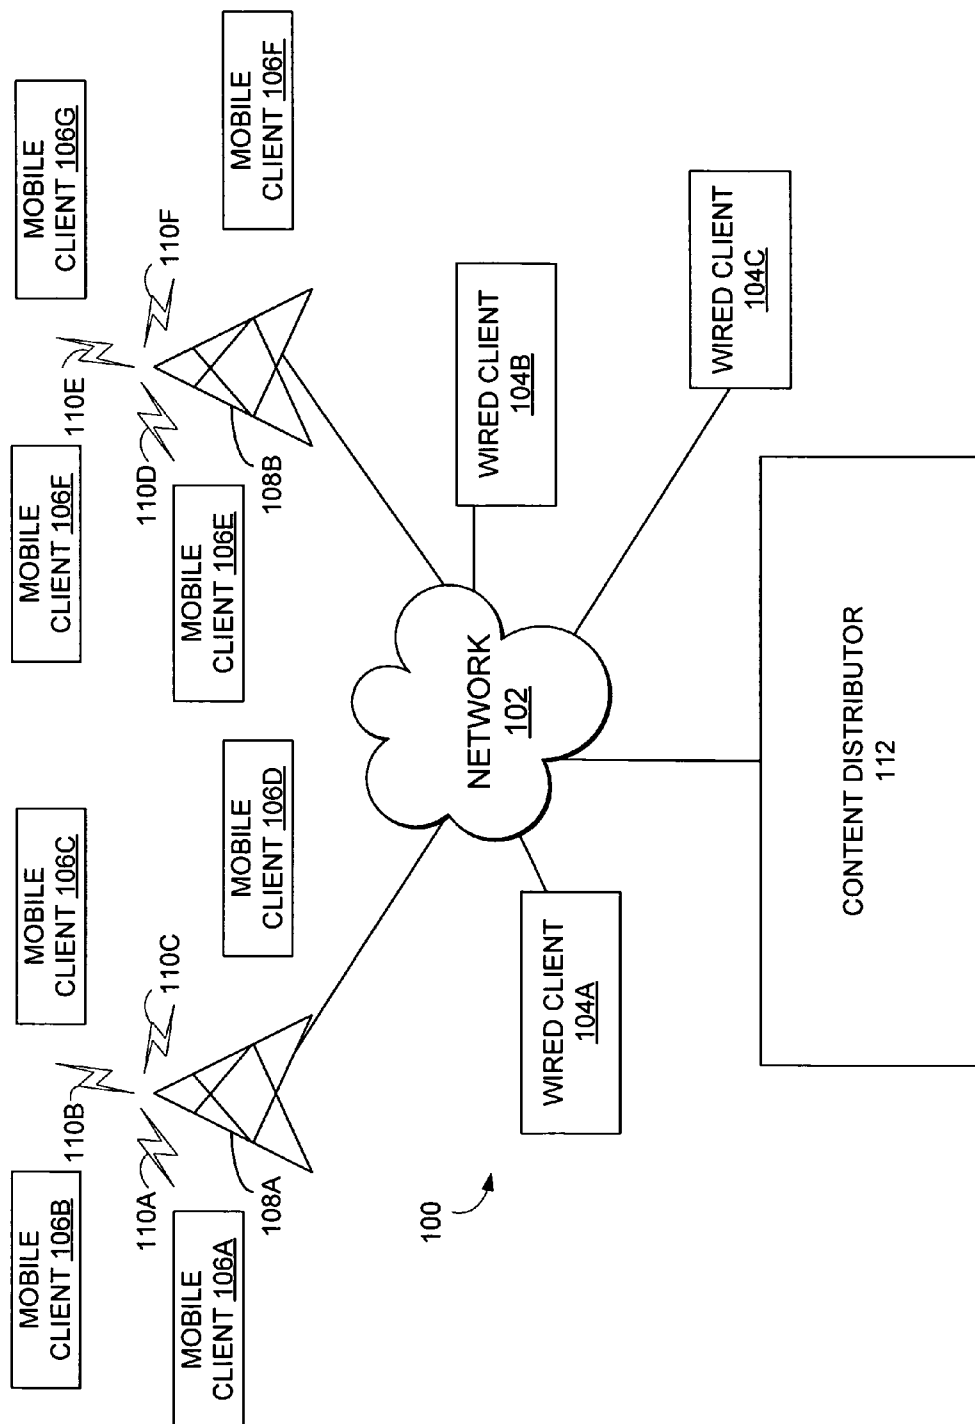 MOBILE
CLIENT 106B
MOBILE
CLIENT 106C
MOBILE
CLIENT 106F
MOBILE
CLIENT 106G
110B
110E
110A
110C
110D
110F
MOBILE
CLIENT 106A
MOBILE
CLIENT 106D
MOBILE
CLIENT 106E
MOBILE
CLIENT 106F
108A
108B
100
NETWORK
102
WIRED CLIENT
104B
WIRED CLIENT
104A
WIRED CLIENT
104C
CONTENT DISTRIBUTOR
112